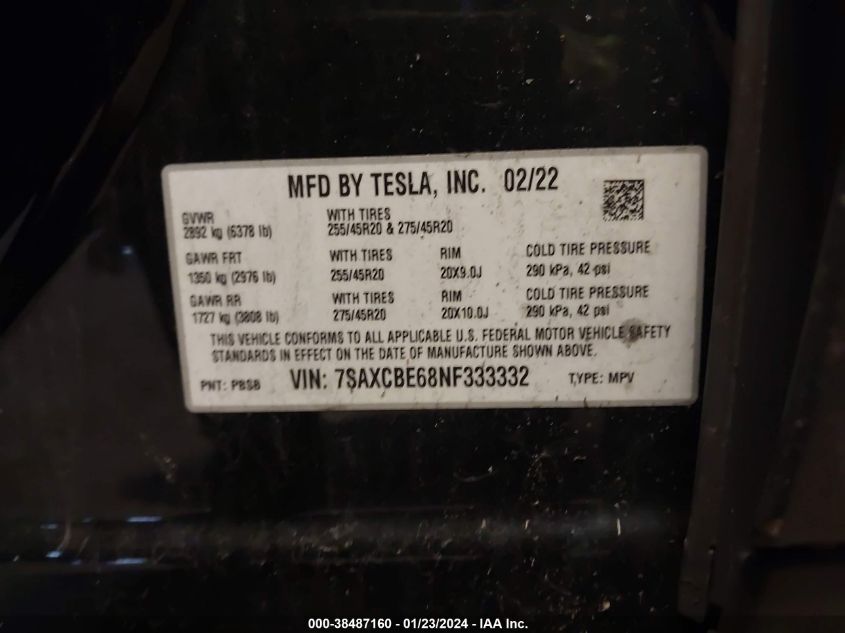 MFD BY TESLA, INC. 02/22
GVWR WITH TIRES
2892 kg (6378 lb) 255/45R20 & 275/45R20
GAWR FRT WITH TIRES RIM COLD TIRE PRESSURE
1350 kg (2976 lb) 255/45R20 20X9.0J 290 kPa, 42 psi
GAWR RR WITH TIRES RIM COLD TIRE PRESSURE
1727 kg (3808 lb) 275/45R20 20X10.0J 290 kPa, 42 psi
THIS VEHICLE CONFORMS TO ALL APPLICABLE U.S. FEDERAL MOTOR VEHICLE SAFETY
STANDARDS IN EFFECT ON THE DATE OF MANUFACTURE SHOWN ABOVE.
PNT: PBSB VIN: 7SAXCBE68NF333332 TYPE: MPV
000-38487160 - 01/23/2024 - IAA Inc.